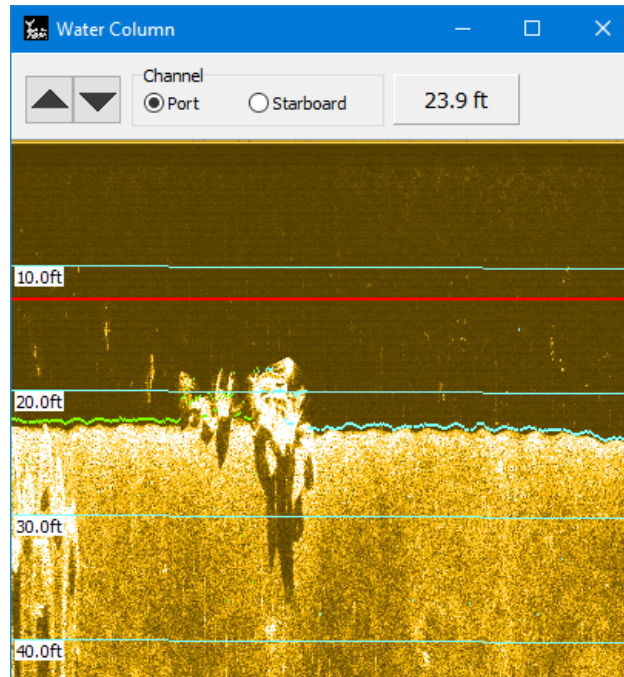 Water Column
Channel
Port
Starboard
23.9 ft
10.0ft
20.0ft
30.0ft
40.0ft